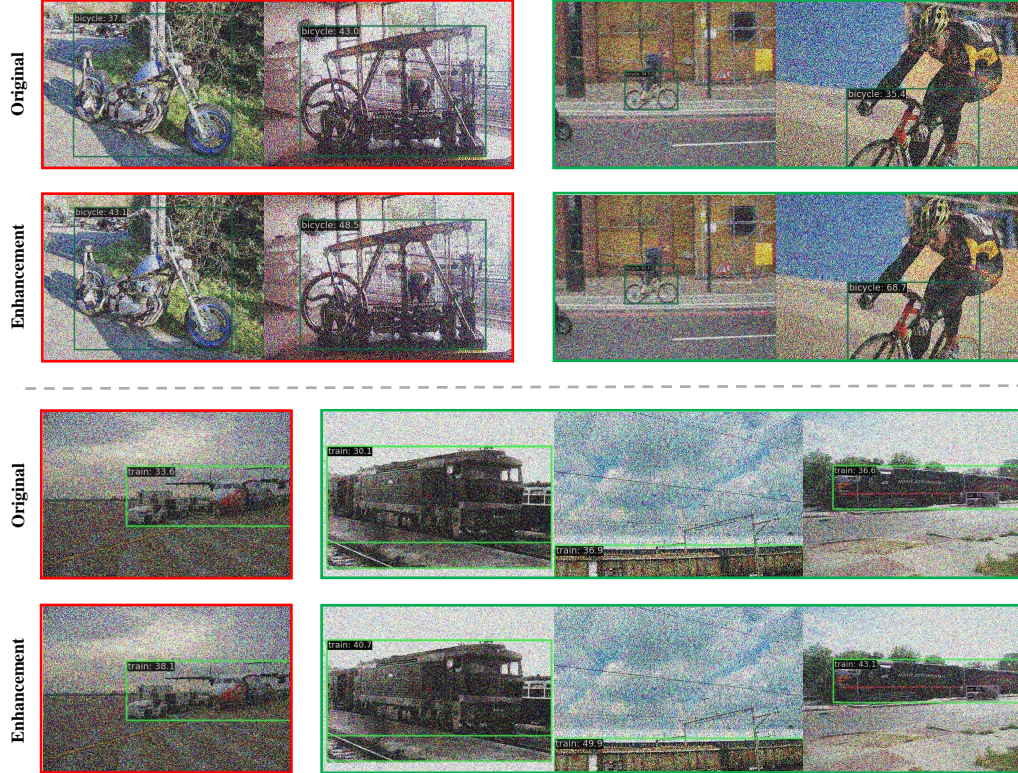 Original
bicycle: 37.8
bicycle: 43.0
bicycle: 35.4
Enhancement
bicycle: 43.1
bicycle: 48.5
bicycle: 68.7
Original
train: 33.6
train: 30.1
train: 36.9
train: 36.6
Enhancement
train: 38.1
train: 40.7
train: 49.9
train: 43.1